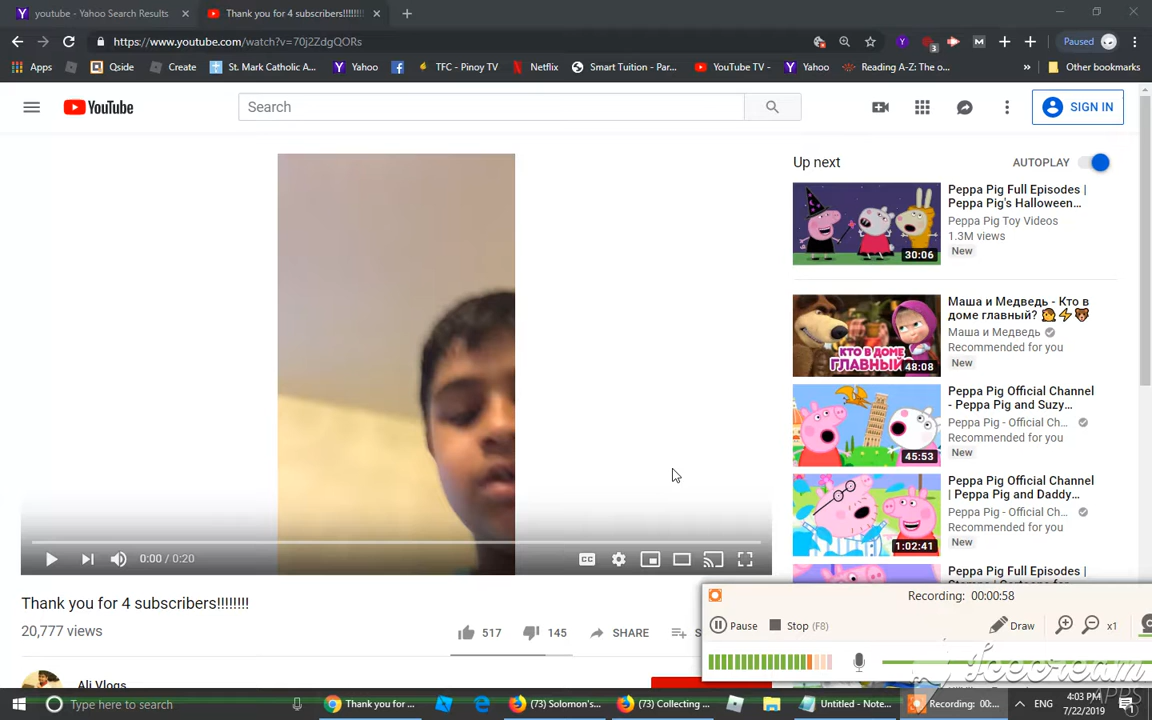 youtube - Yahoo Search Results
Thank you for 4 subscribers!!!!!!!!
https://www.youtube.com/watch?v=70j2ZdgQORs
Paused
Apps
Qside
Create
St. Mark Catholic A...
Yahoo
TFC - Pinoy TV
Netflix
Smart Tuition - Par...
YouTube TV -
Yahoo
Reading A-Z: The o...
Other bookmarks
YouTube
Search
SIGN IN
Up next
AUTOPLAY
Peppa Pig Full Episodes |
Peppa Pig's Halloween...
Peppa Pig Toy Videos
1.3M views
New
30:06
Маша и Медведь - Кто в
доме главный?
Маша и Медведь
Recommended for you
New
КТО В ДОМЕ
ГЛАВНЫЙ
48:08
Peppa Pig Official Channel
- Peppa Pig and Suzy...
Peppa Pig - Official Ch...
Recommended for you
New
45:53
Peppa Pig Official Channel
| Peppa Pig and Daddy...
Peppa Pig - Official Ch...
Recommended for you
New
1:02:41
Peppa Pig Full Episodes |
0:00 / 0:20
CC
Thank you for 4 subscribers!!!!!!!!
20,777 views
517
145
SHARE
S
Ali Vlogs
Recording: 00:00:58
Pause
Stop (F8)
Draw
x1
Icecream
APPS
Type here to search
Thank you for ...
(73) Solomon's...
(73) Collecting ...
Untitled - Note...
Recording: 00:...
ENG
4:03 PM
7/22/2019